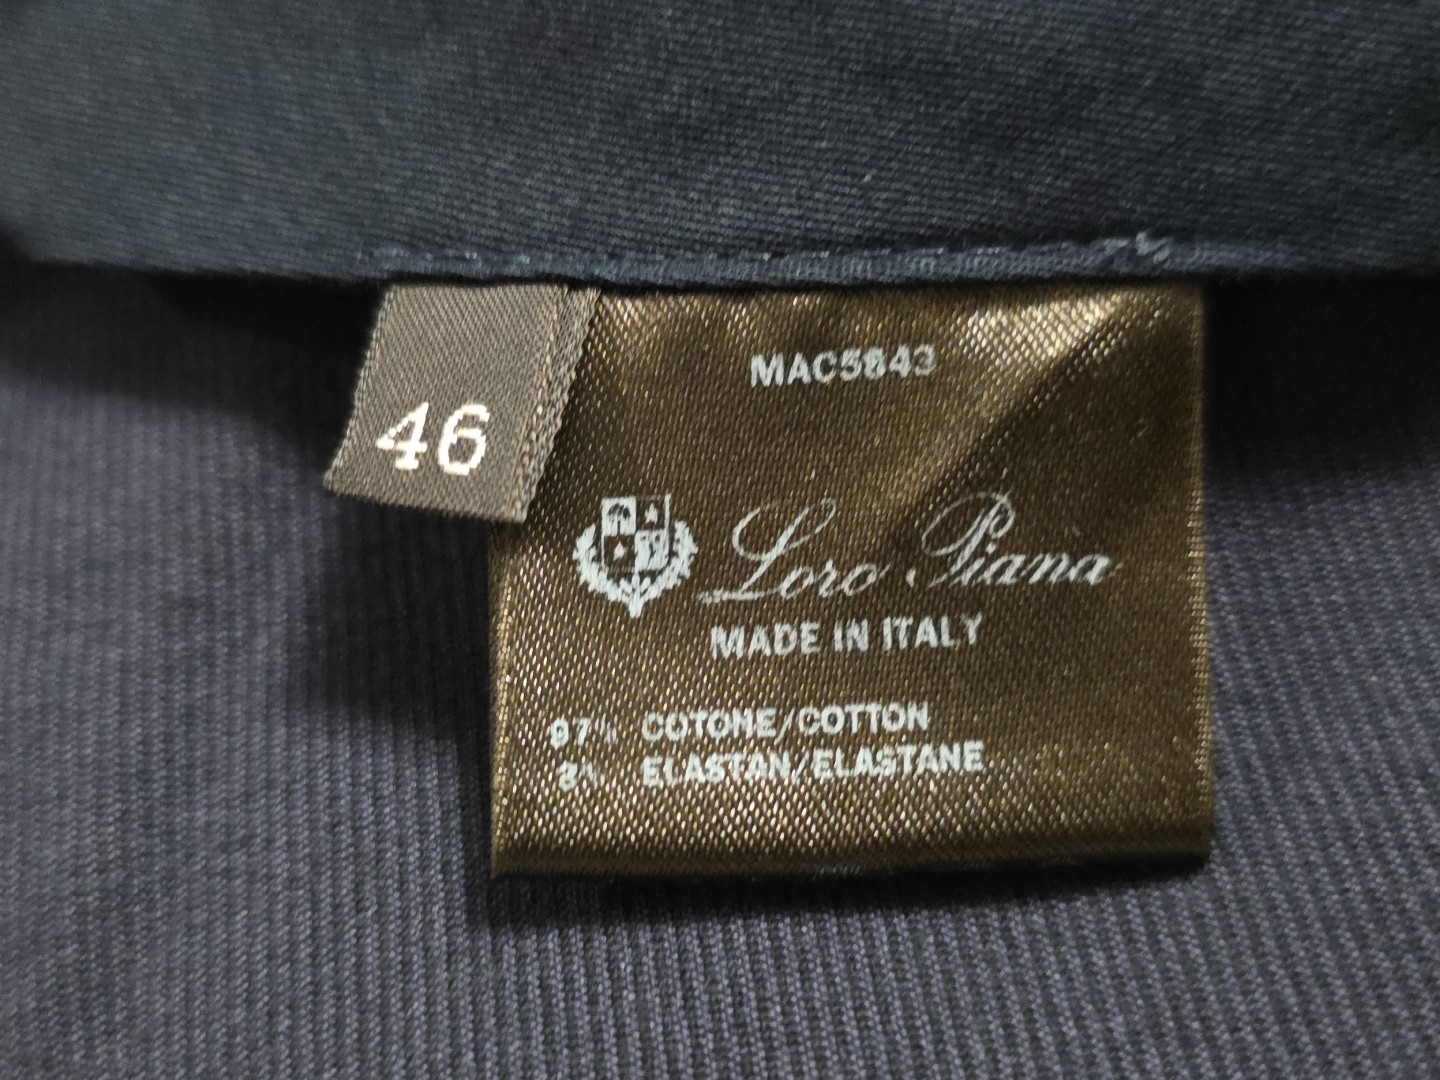 MAC5843
46
Loro Piana
MADE IN ITALY
97% COTONE/COTTON
3% ELASTAN/ELASTANE